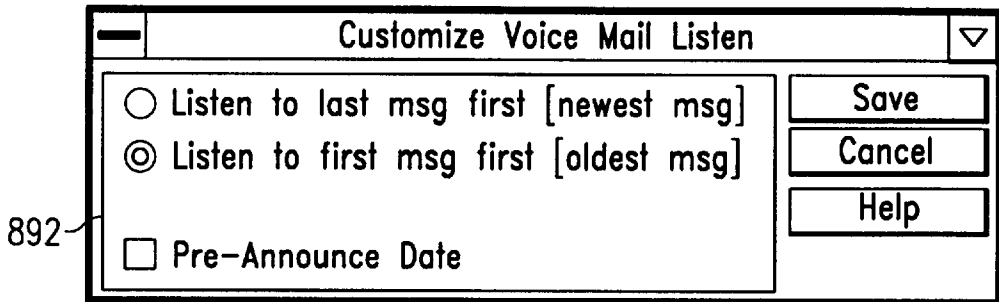 Customize Voice Mail Listen
Listen to last msg first [newest msg]
Listen to first msg first [oldest msg]
Pre-Announce Date
Save
Cancel
Help
892